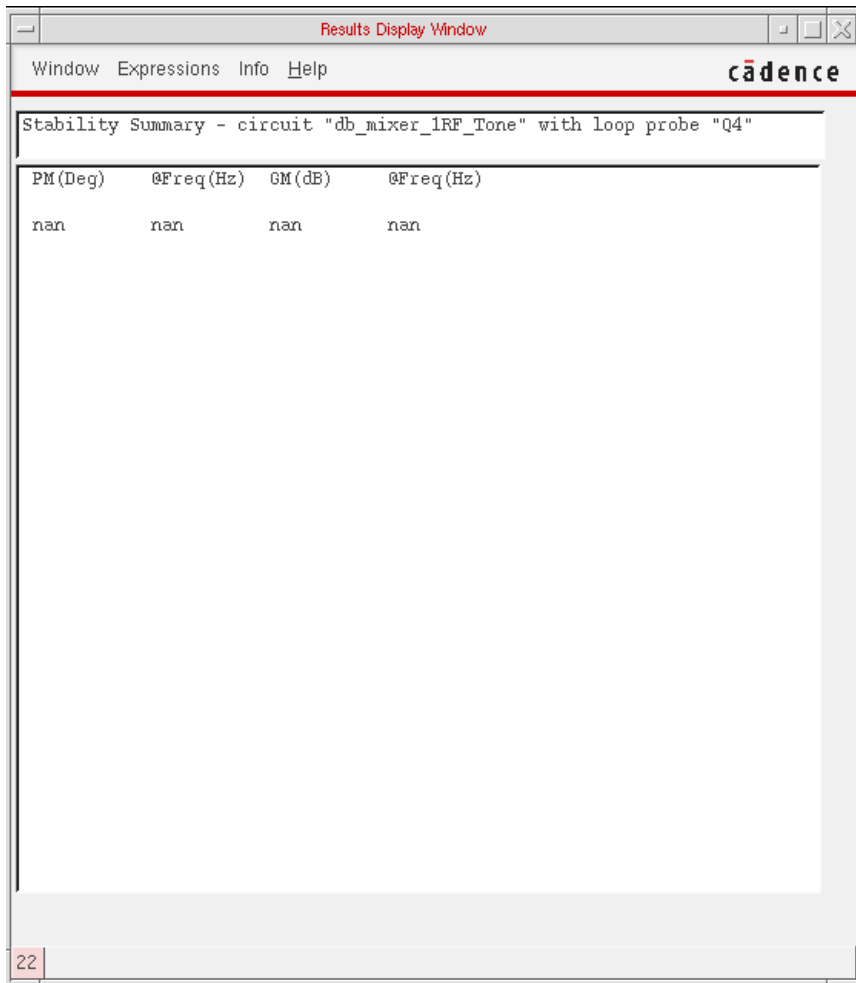 Results Display Window
Window Expressions Info Help
cādence
Stability Summary - circuit "db_mixer_1RF_Tone" with loop probe "Q4"
PM(Deg) @Freq(Hz) GM(dB) @Freq(Hz)
nan nan nan nan
22